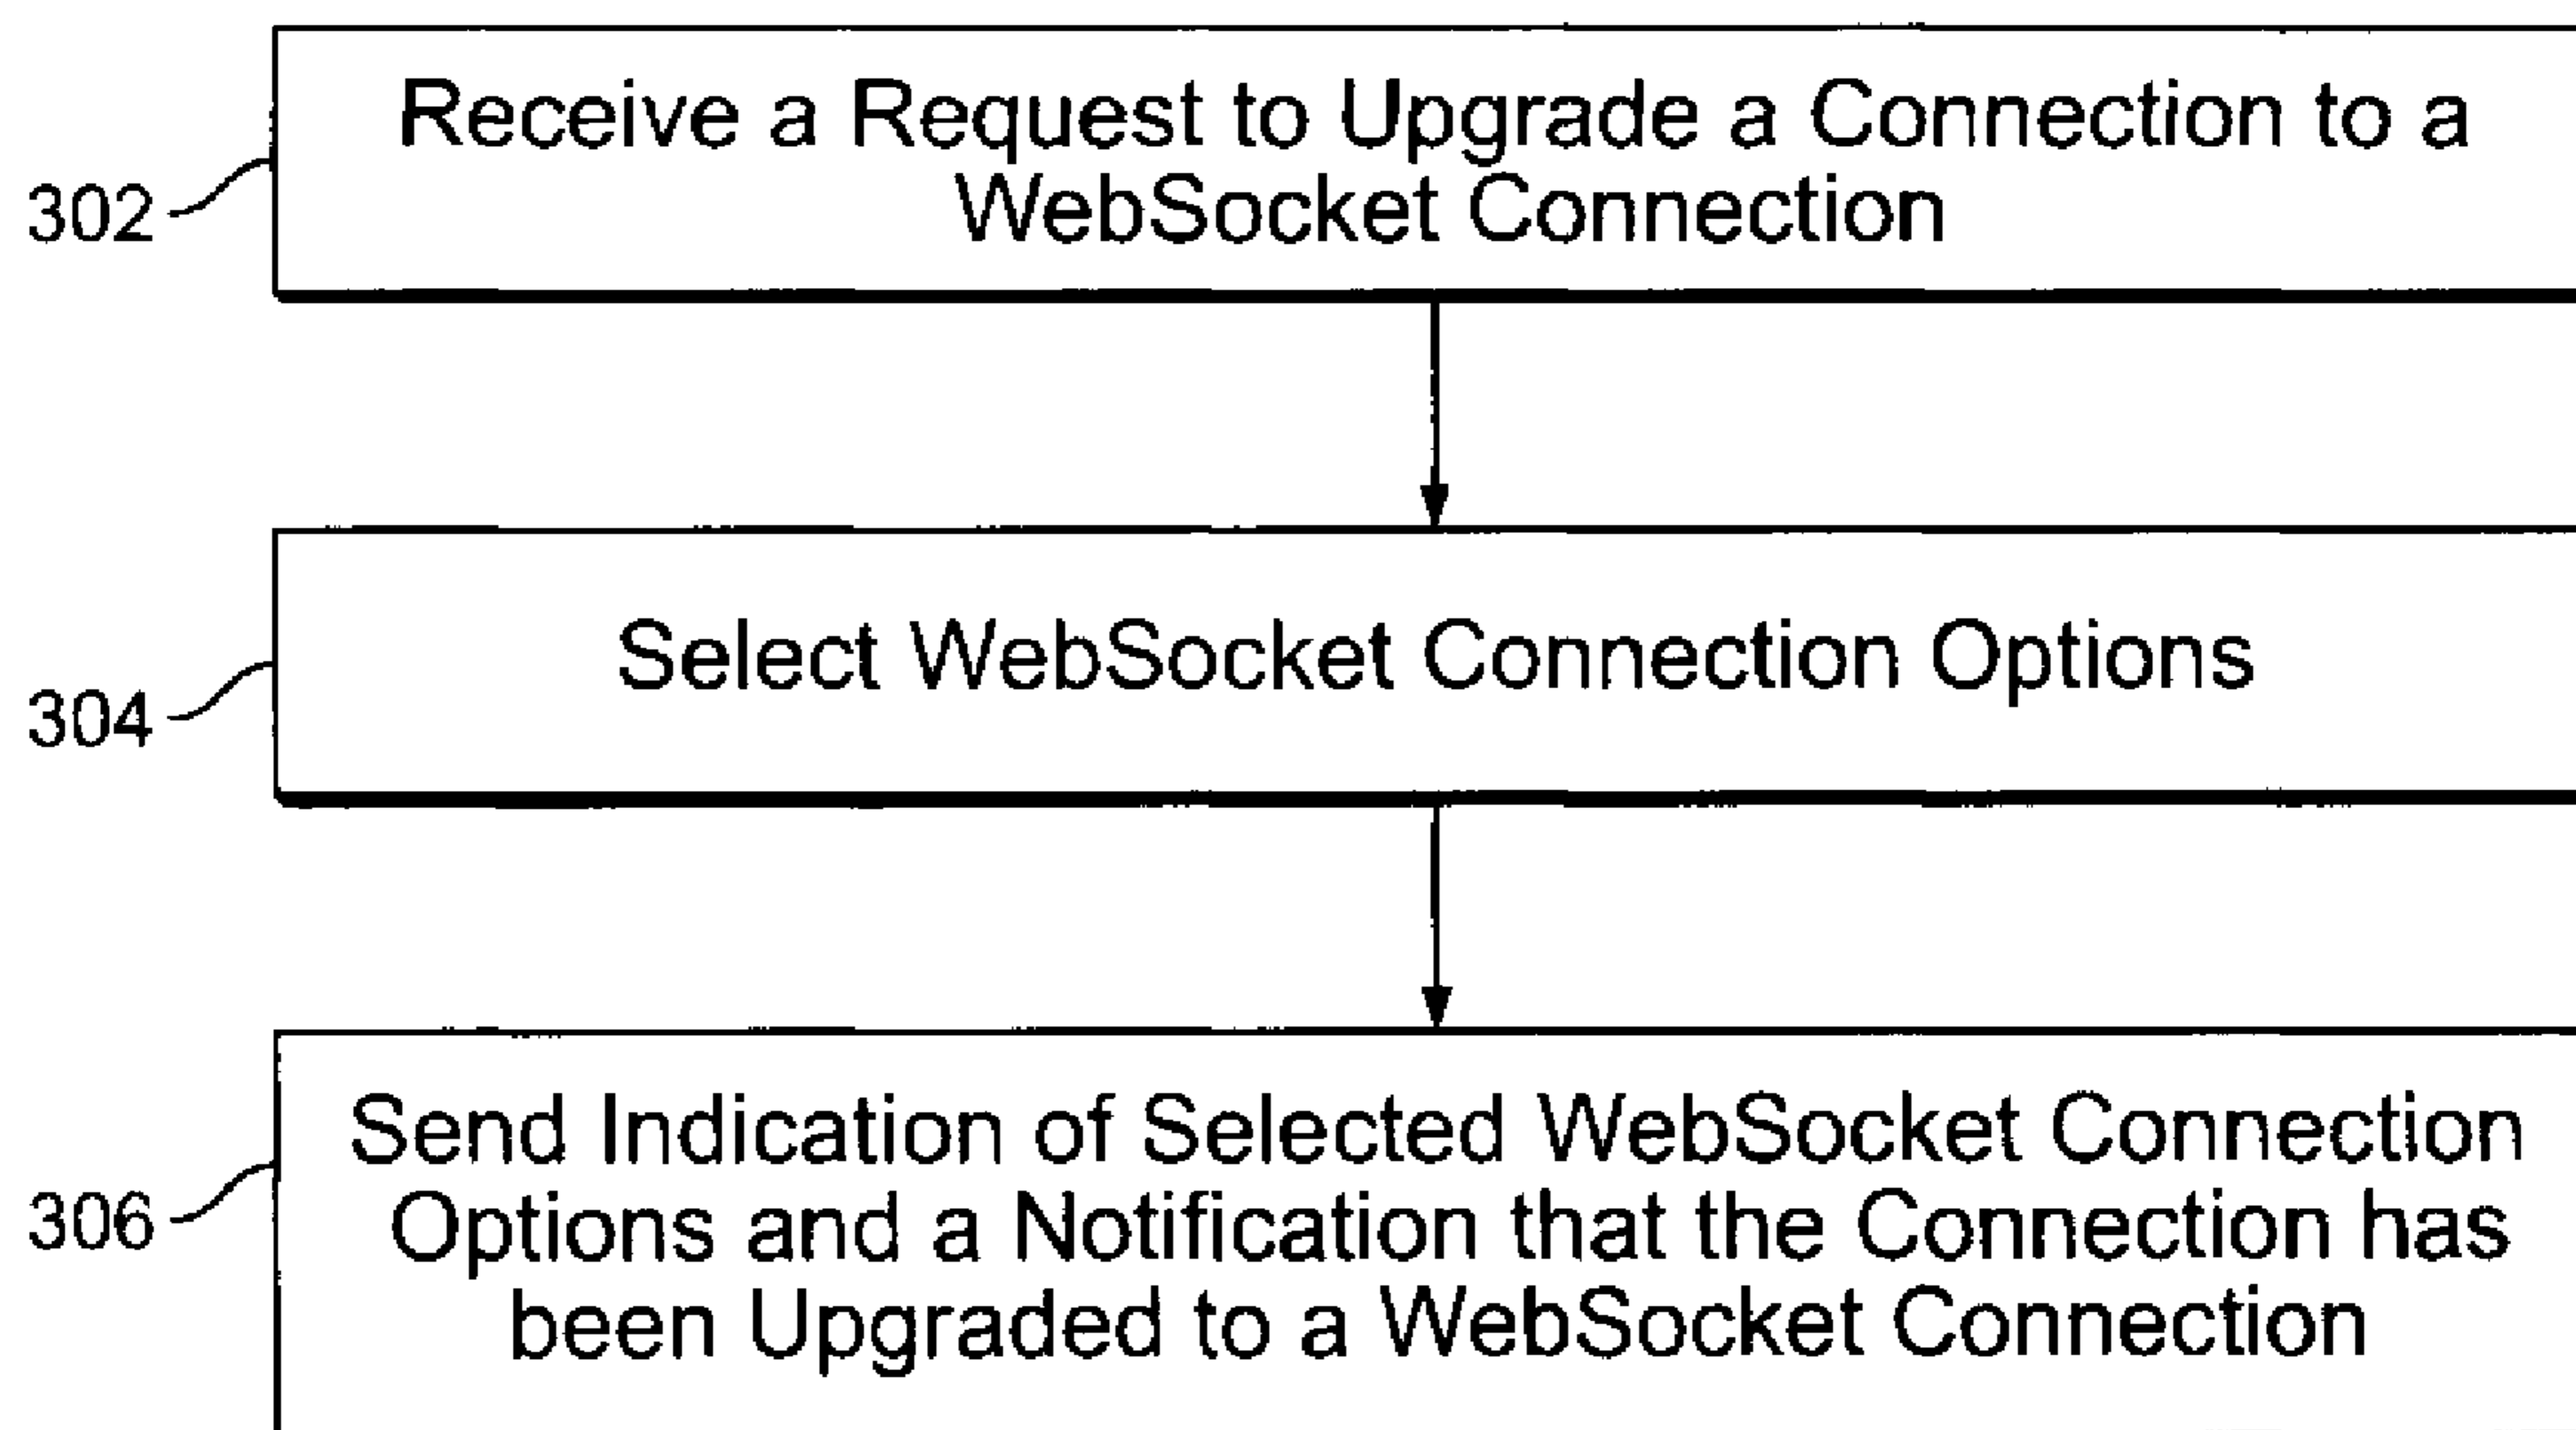 Receive a Request to Upgrade a Connection to a
WebSocket Connection
302
Select WebSocket Connection Options
304
Send Indication of Selected WebSocket Connection
Options and a Notification that the Connection has
been Upgraded to a WebSocket Connection
306